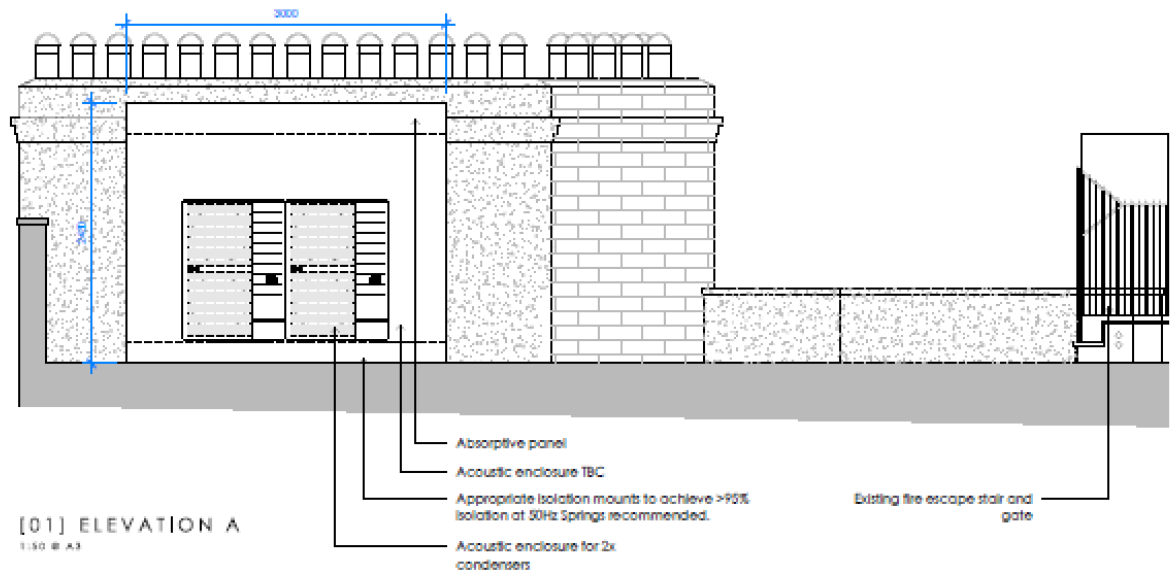 3000
Absorptive panel
Acoustic enclosure TBC
Appropriate isolation mounts to achieve >95%
isolation at 50Hz Springs recommended.
Existing fire escape stair and
gate
Acoustic enclosure for 2x
condensers
[01] ELEVATION A
1:50 @ A3